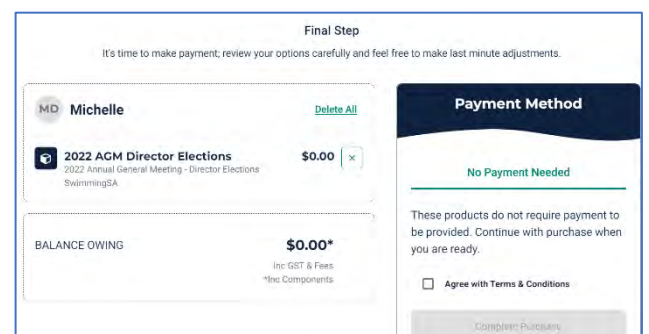 Final Step
It's time to make payment; review your options carefully and feel free to make last minute adjustments.
MD Michelle Delete All
2022 AGM Director Elections $0.00 ×
2022 Annual General Meeting - Director Elections
SwimmingSA
BALANCE OWING $0.00*
Inc GST & Fees
*Inc Components
Payment Method
No Payment Needed
These products do not require payment to
be provided. Continue with purchase when
you are ready.
Agree with Terms & Conditions
Complete Purchase